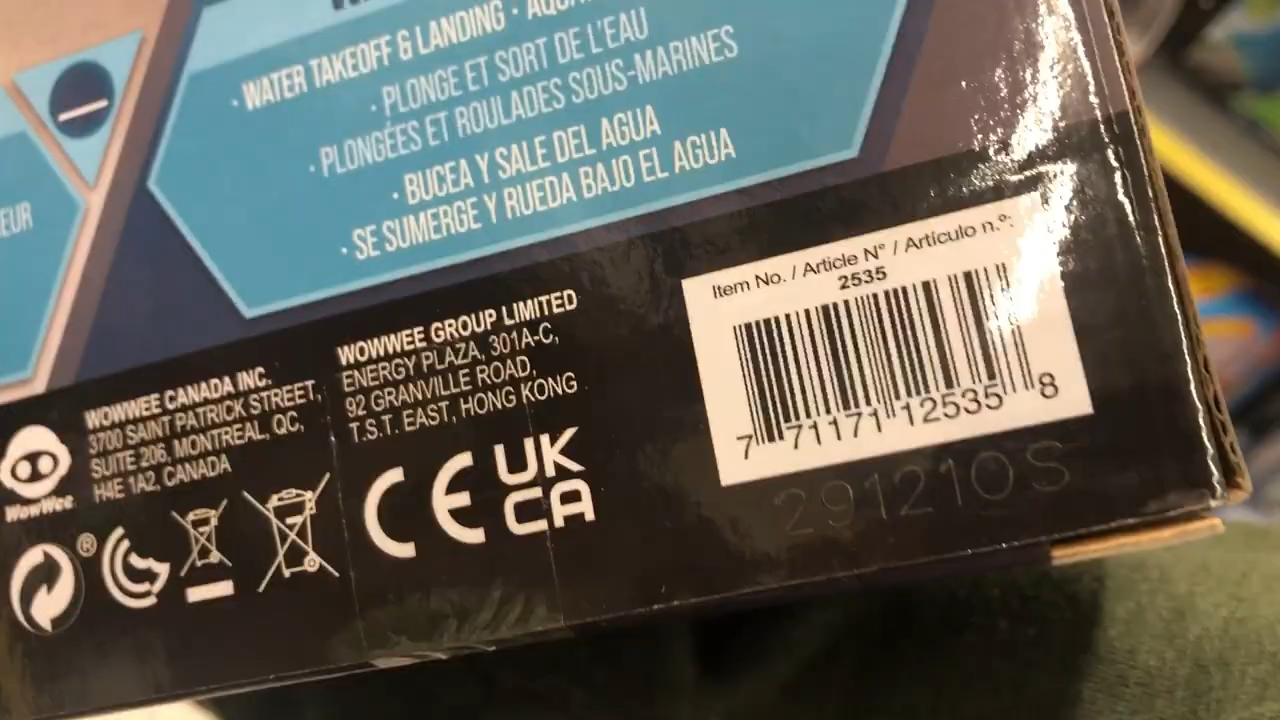 · WATER TAKEOFF & LANDING ·
· PLONGE ET SORT DE L'EAU
· PLONGÉES ET ROULADES SOUS-MARINES
· BUCEA Y SALE DEL AGUA
· SE SUMERGE Y RUEDA BAJO EL AGUA
WOWWEE CANADA INC.
3700 SAINT PATRICK STREET,
SUITE 206, MONTREAL, QC,
H4E 1A2, CANADA
WowWee
®
WOWWEE GROUP LIMITED
ENERGY PLAZA, 301A-C,
92 GRANVILLE ROAD,
T.S.T. EAST, HONG KONG
CE
UK
CA
Item No. / Article N° / Artículo n.º:
2535
7 71171 12535 8
291210S